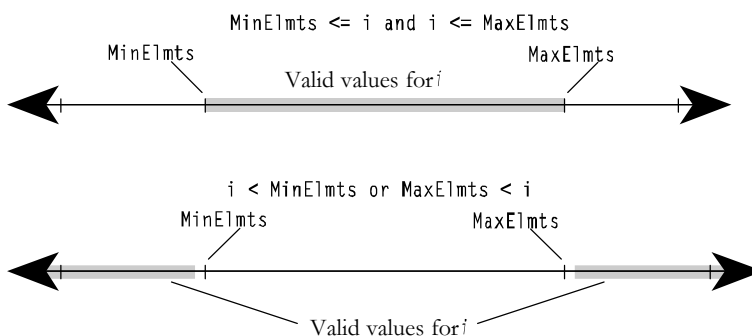 MinElmts <= i and i <= MaxElmts
MinElmts
MaxElmts
Valid values for i
i < MinElmts or MaxElmts < i
MinElmts
MaxElmts
Valid values for i